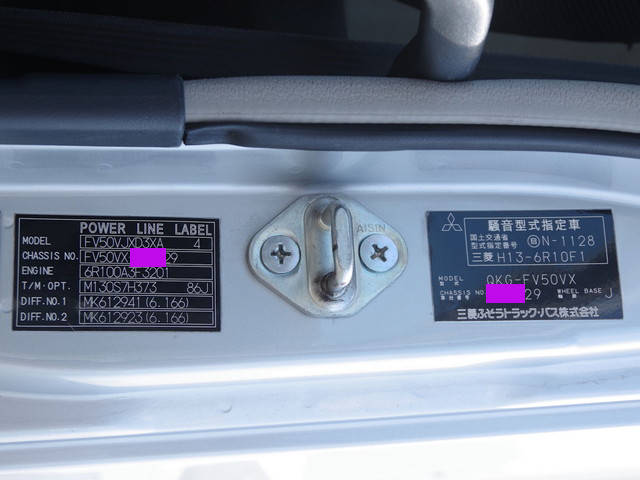 POWER LINE LABEL
MODEL FV50VJXD3XA 4
CHASSIS NO. FV50VX 29
ENGINE 6R100A3F3201
T/M·OPT. M130S7H373 86J
DIFF.NO.1 MK612941(6.166)
DIFF.NO.2 MK612923(6.166)
AISIN
騒音型式指定車
国土交通省
型式指定番号 N-1128
三菱 H13-6R10F1
MODEL
型式 QKG-FV50VX
CHASSIS NO. 29 WHEEL BASE J
車台番号 軸距
三菱ふそうトラック・バス株式会社